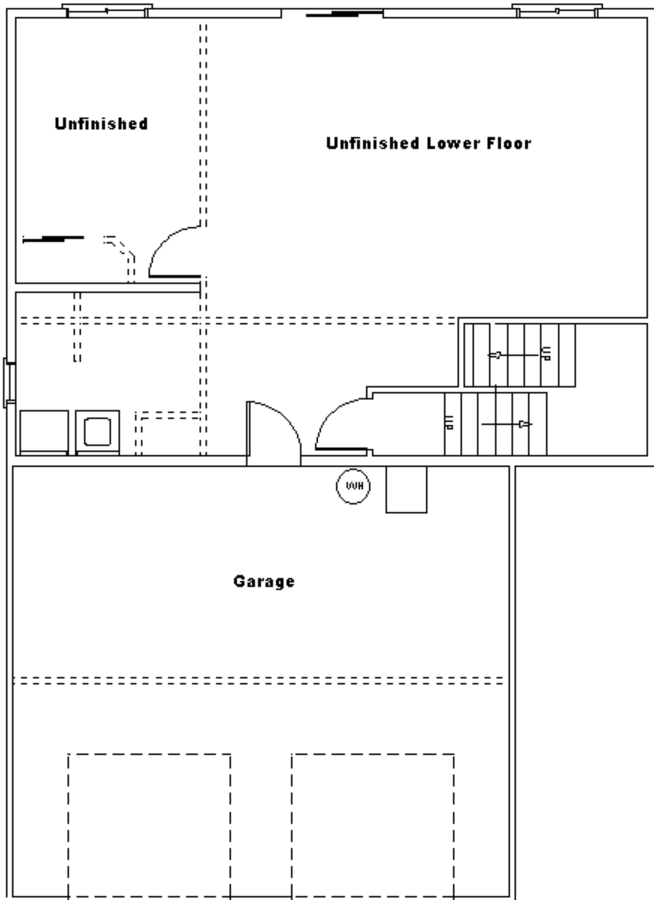 Unfinished
Unfinished Lower Floor
UP
UP
WH
Garage